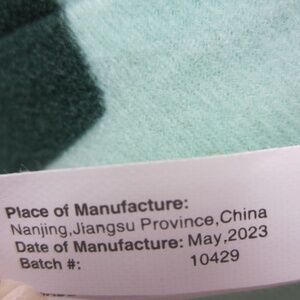 Place of Manufacture:
Nanjing,Jiangsu Province,China
Date of Manufacture: May,2023
Batch #: 10429